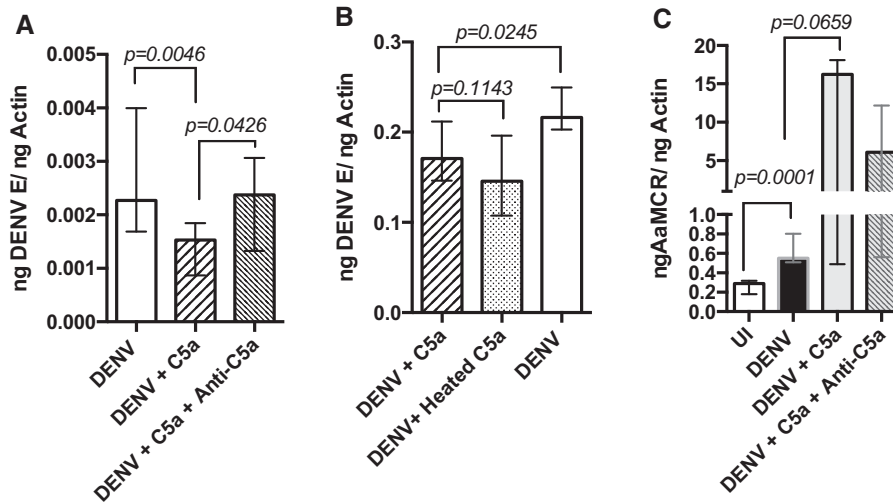 A
ng DENV E/ ng Actin
0.005
0.004
0.003
0.002
0.001
0.000
p=0.0046
p=0.0426
DENV
DENV + C5a
DENV + C5a + Anti-C5a
B
ng DENV E/ ng Actin
0.3
0.2
0.1
0.0
p=0.0245
p=0.1143
DENV + C5a
DENV+ Heated C5a
DENV
C
ngAaMCR/ ng Actin
20
15
10
5
1.0
0.8
0.6
0.4
0.2
0.0
p=0.0659
p=0.0001
UI
DENV
DENV + C5a
DENV + C5a + Anti-C5a